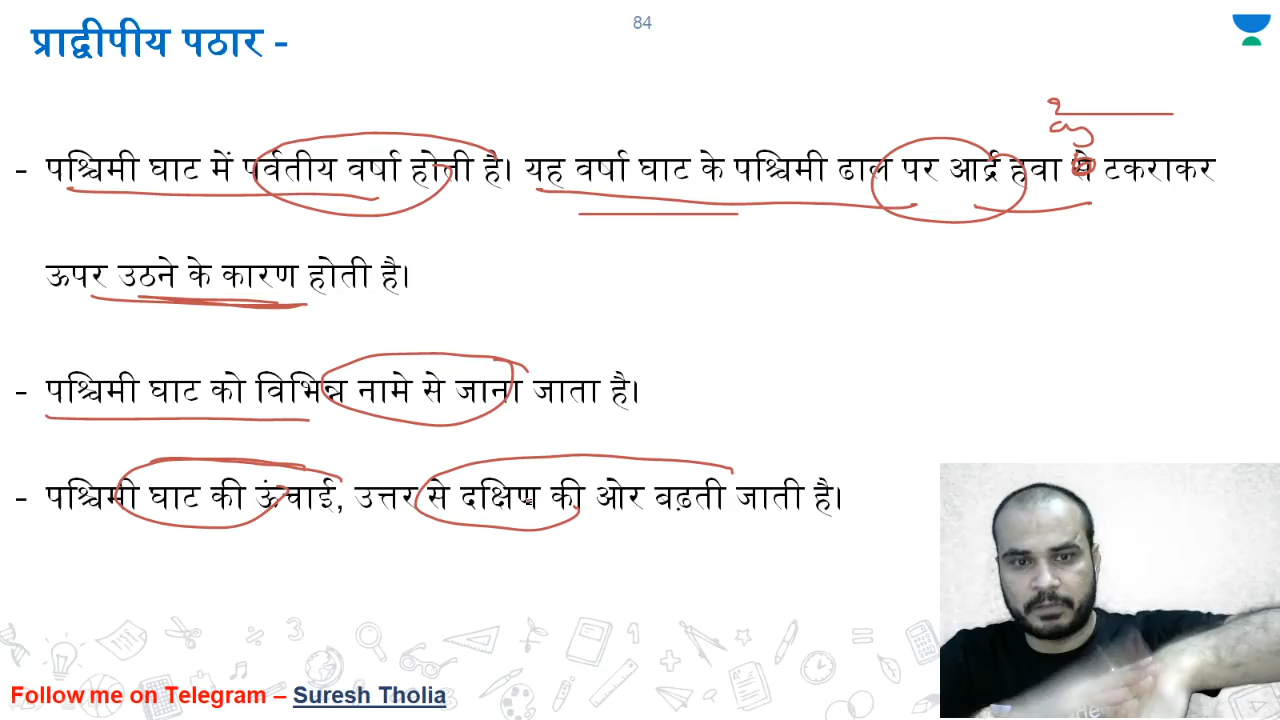 84
प्राद्वीपीय पठार -
- पश्चिमी घाट में पर्वतीय वर्षा होती है। यह वर्षा घाट के पश्चिमी ढाल पर आर्द्र हवा से टकराकर
ऊपर उठने के कारण होती है।
- पश्चिमी घाट को विभिन्न नामे से जाना जाता है।
- पश्चिमी घाट की ऊंचाई, उत्तर से दक्षिण की ओर बढ़ती जाती है।
Follow me on Telegram – Suresh Tholia